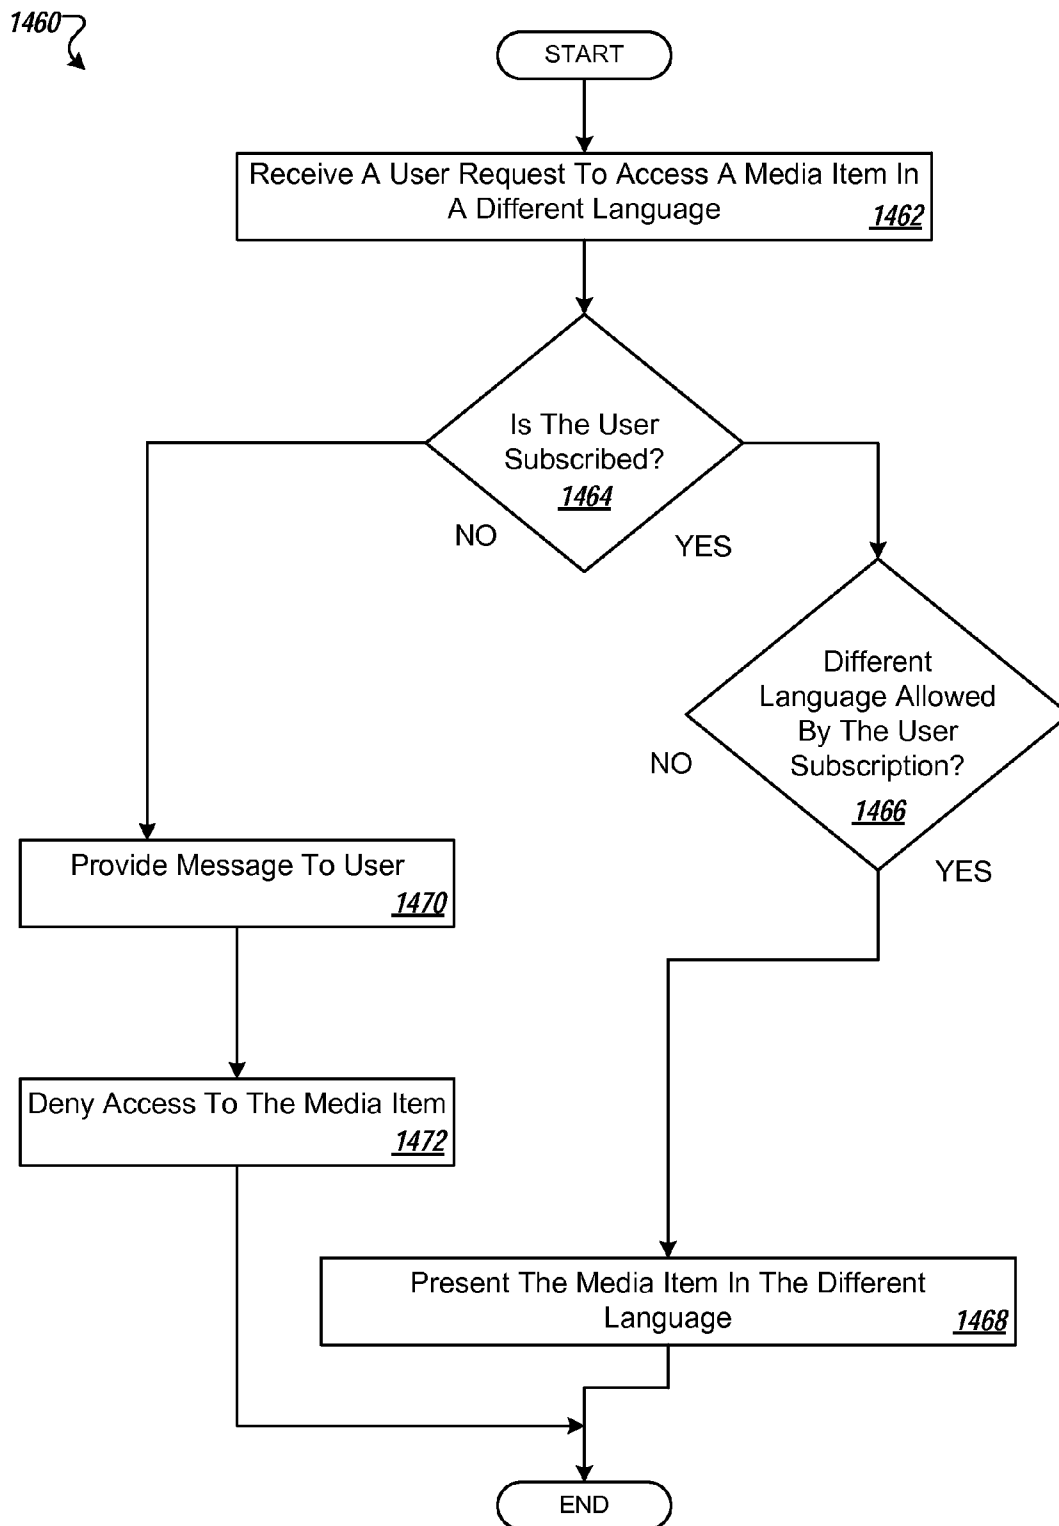 1460
START
Receive A User Request To Access A Media Item In
A Different Language
1462
Is The User
Subscribed?
1464
NO
YES
Different
Language Allowed
By The User
Subscription?
1466
NO
YES
Provide Message To User
1470
Deny Access To The Media Item
1472
Present The Media Item In The Different
Language
1468
END